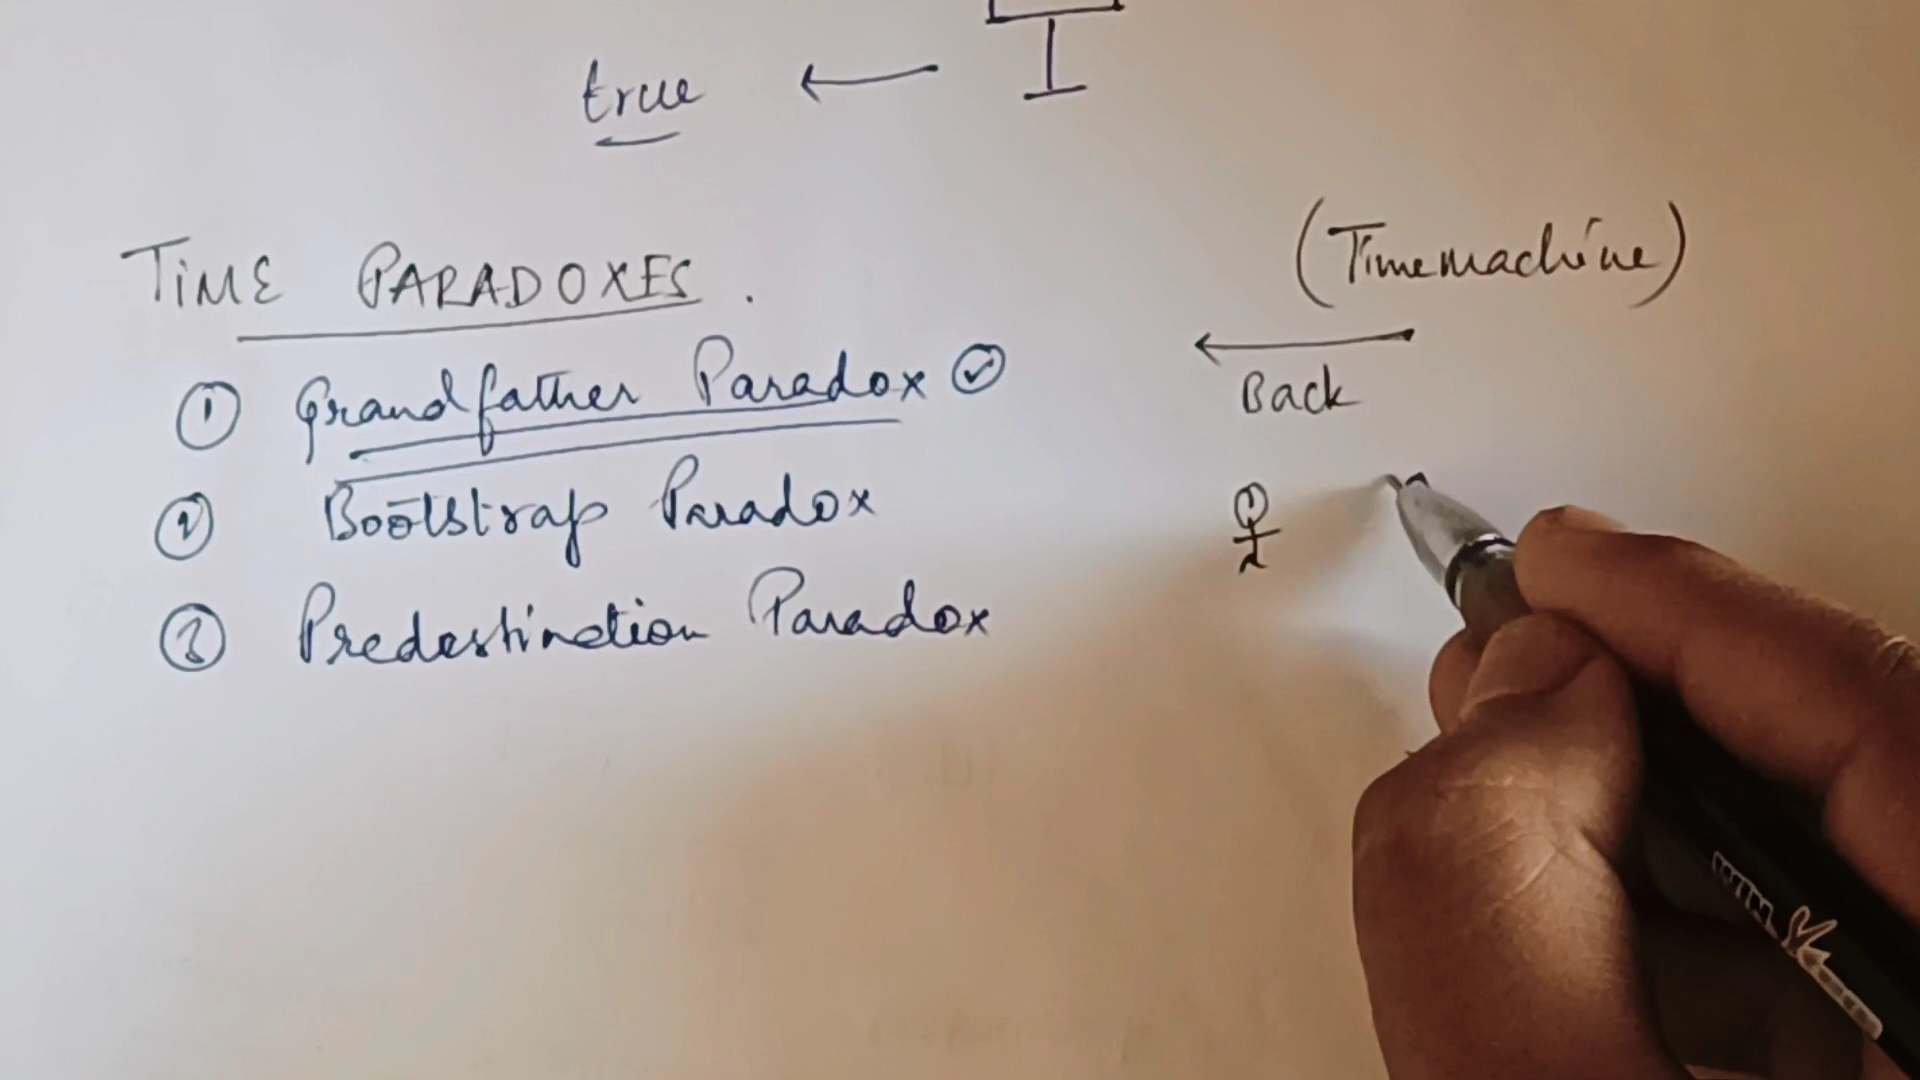 true
TIME PARADOXES.
(Timemachine)
① Grandfather Paradox
Back
② Bootstrap Paradox
③ Predestination Paradox